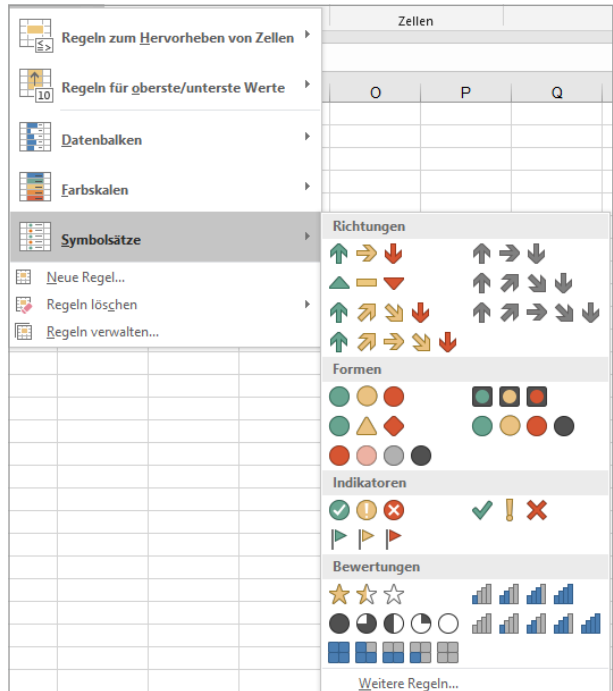 Zellen
Regeln zum Hervorheben von Zellen
10
Regeln für oberste/unterste Werte
O P Q
Datenbalken
Farbskalen
Symbolsätze
Neue Regel...
Regeln löschen
Regeln verwalten...
Richtungen
Formen
Indikatoren
Bewertungen
Weitere Regeln...